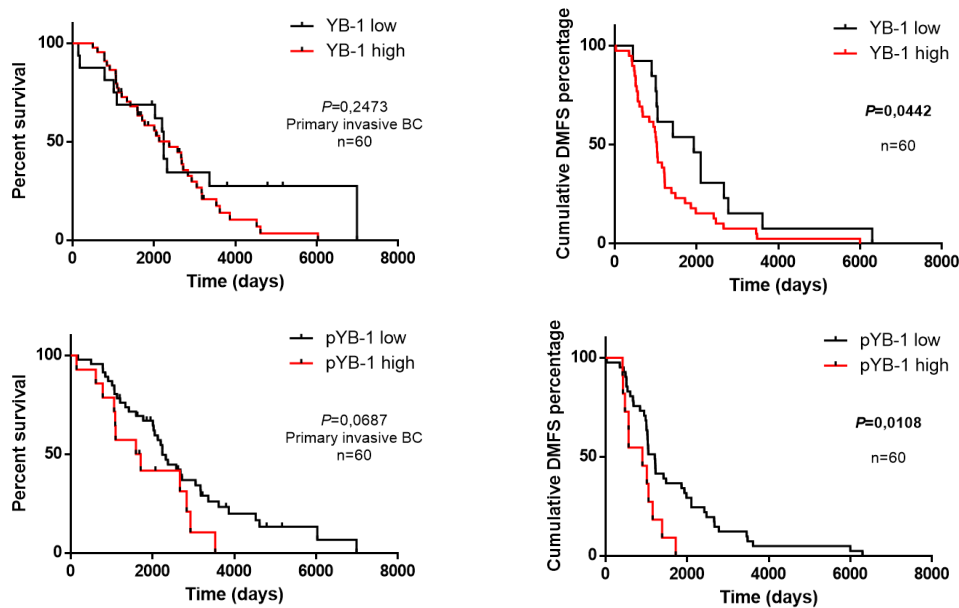 YB-1 low
YB-1 high
P=0,2473
Primary invasive BC
n=60
Percent survival
100
50
0
0 2000 4000 6000 8000
Time (days)
YB-1 low
YB-1 high
P=0,0442
n=60
Cumulative DMFS percentage
100
50
0
0 2000 4000 6000 8000
Time (days)
pYB-1 low
pYB-1 high
P=0,0687
Primary invasive BC
n=60
Percent survival
100
50
0
0 2000 4000 6000 8000
Time (days)
pYB-1 low
pYB-1 high
P=0,0108
n=60
Cumulative DMFS percentage
100
50
0
0 2000 4000 6000 8000
Time (days)